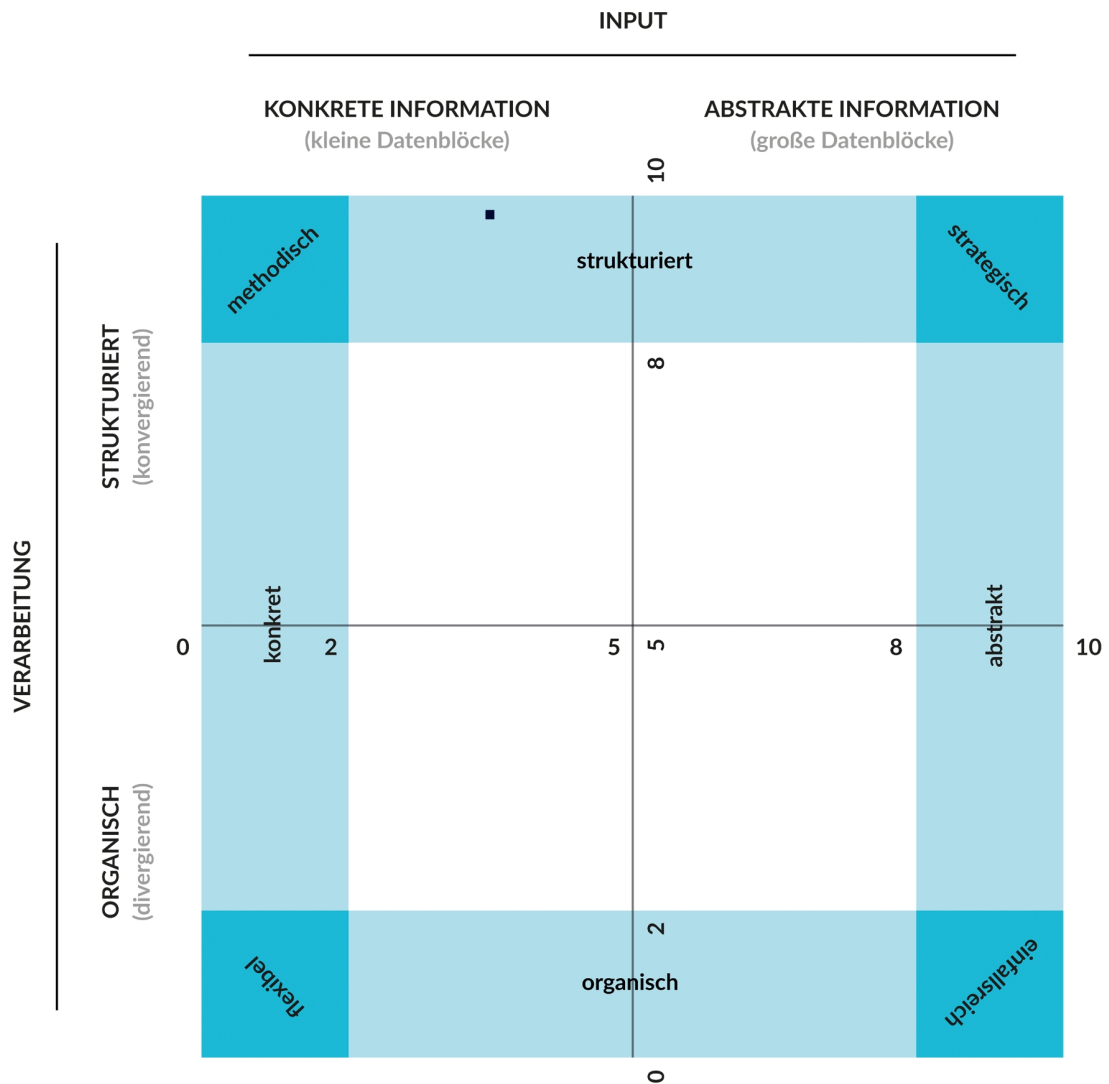 INPUT
KONKRETE INFORMATION
(kleine Datenblöcke)
ABSTRAKTE INFORMATION
(große Datenblöcke)
10
methodisch
strukturiert
strategisch
8
STRUKTURIERT
(konvergierend)
VERARBEITUNG
konkret
abstrakt
0
2
5
5
8
10
ORGANISCH
(divergierend)
2
flexibel
organisch
einfallsreich
0